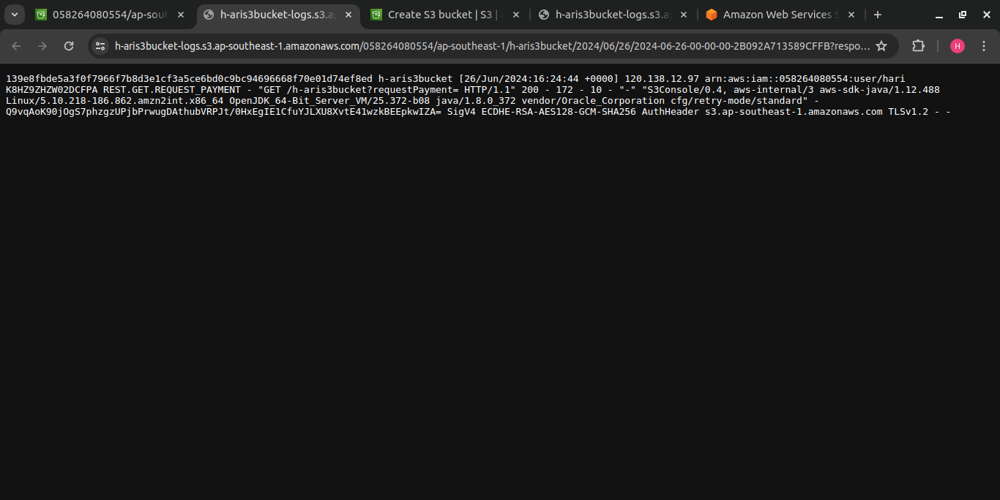 058264080554/ap-sout
h-aris3bucket-logs.s3.ap
Create S3 bucket | S3 | a
h-aris3bucket-logs.s3.ap
Amazon Web Services S
h-aris3bucket-logs.s3.ap-southeast-1.amazonaws.com/058264080554/ap-southeast-1/h-aris3bucket/2024/06/26/2024-06-26-00-00-00-2B092A713589CFFB?respo...
H
139e8fbde5a3f0f7966f7b8d3e1cf3a5ce6bd0c9bc94696668f70e01d74ef8ed h-aris3bucket [26/Jun/2024:16:24:44 +0000] 120.138.12.97 arn:aws:iam::058264080554:user/hari
K8HZ9ZHZW02DCFPA REST.GET.REQUEST_PAYMENT - "GET /h-aris3bucket?requestPayment= HTTP/1.1" 200 - 172 - 10 - "-" "S3Console/0.4, aws-internal/3 aws-sdk-java/1.12.488
Linux/5.10.218-186.862.amzn2int.x86_64 OpenJDK_64-Bit_Server_VM/25.372-b08 java/1.8.0_372 vendor/Oracle_Corporation cfg/retry-mode/standard" -
Q9vqAoK90jOgS7phzgzUPjbPrwugDAthubVRPJt/0HxEgIE1CfuYJLXU8XvtE41wzkBEEpkwIZA= SigV4 ECDHE-RSA-AES128-GCM-SHA256 AuthHeader s3.ap-southeast-1.amazonaws.com TLSv1.2 - -